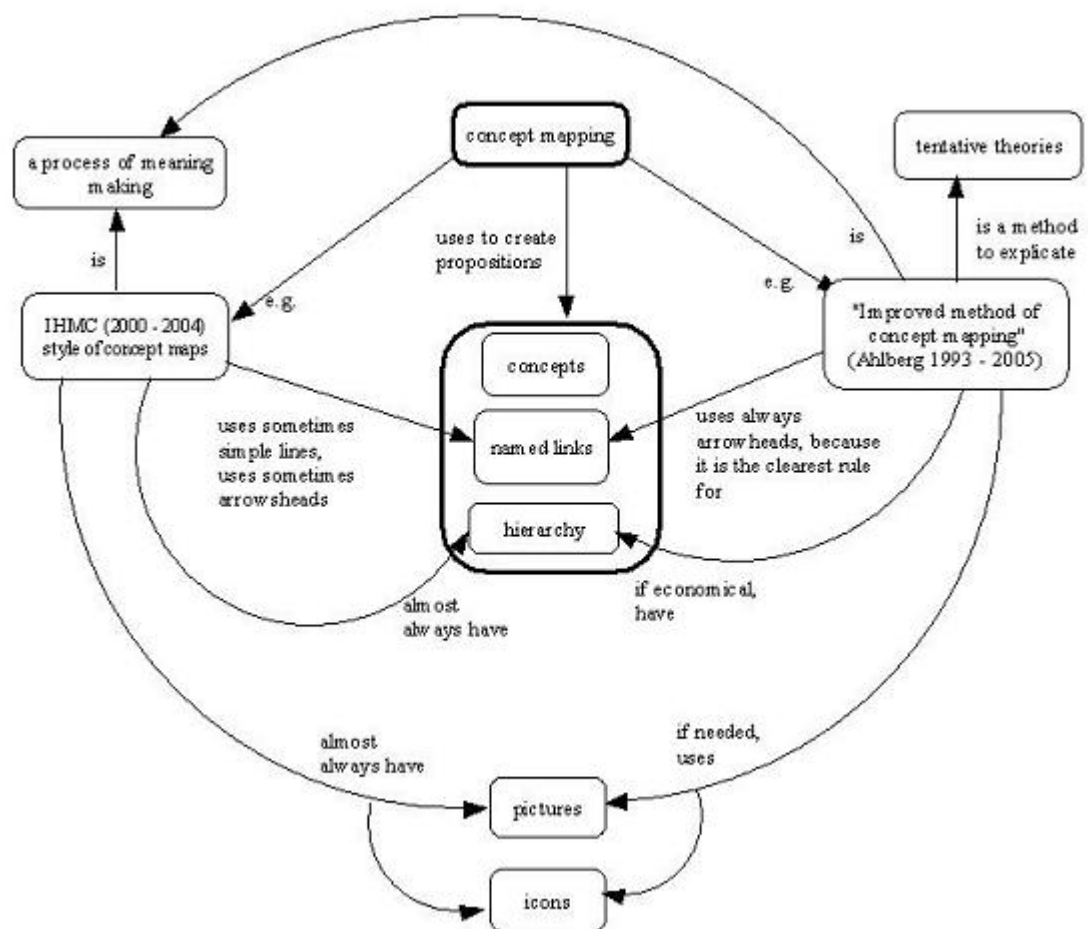 concept mapping
tentative theories
a process of meaning
making
uses to create
propositions
is
is a method
to explicate
is
e.g.
e.g.
IHMC (2000 - 2004)
style of concept maps
"Improved method of
concept mapping"
(Ahlberg 1993 - 2005)
concepts
uses sometimes
simple lines,
uses sometimes
arrowsheads
named links
uses always
arrowheads, because
it is the clearest rule
for
hierarchy
almost
always have
if economical,
have
almost
always have
if needed,
uses
pictures
icons